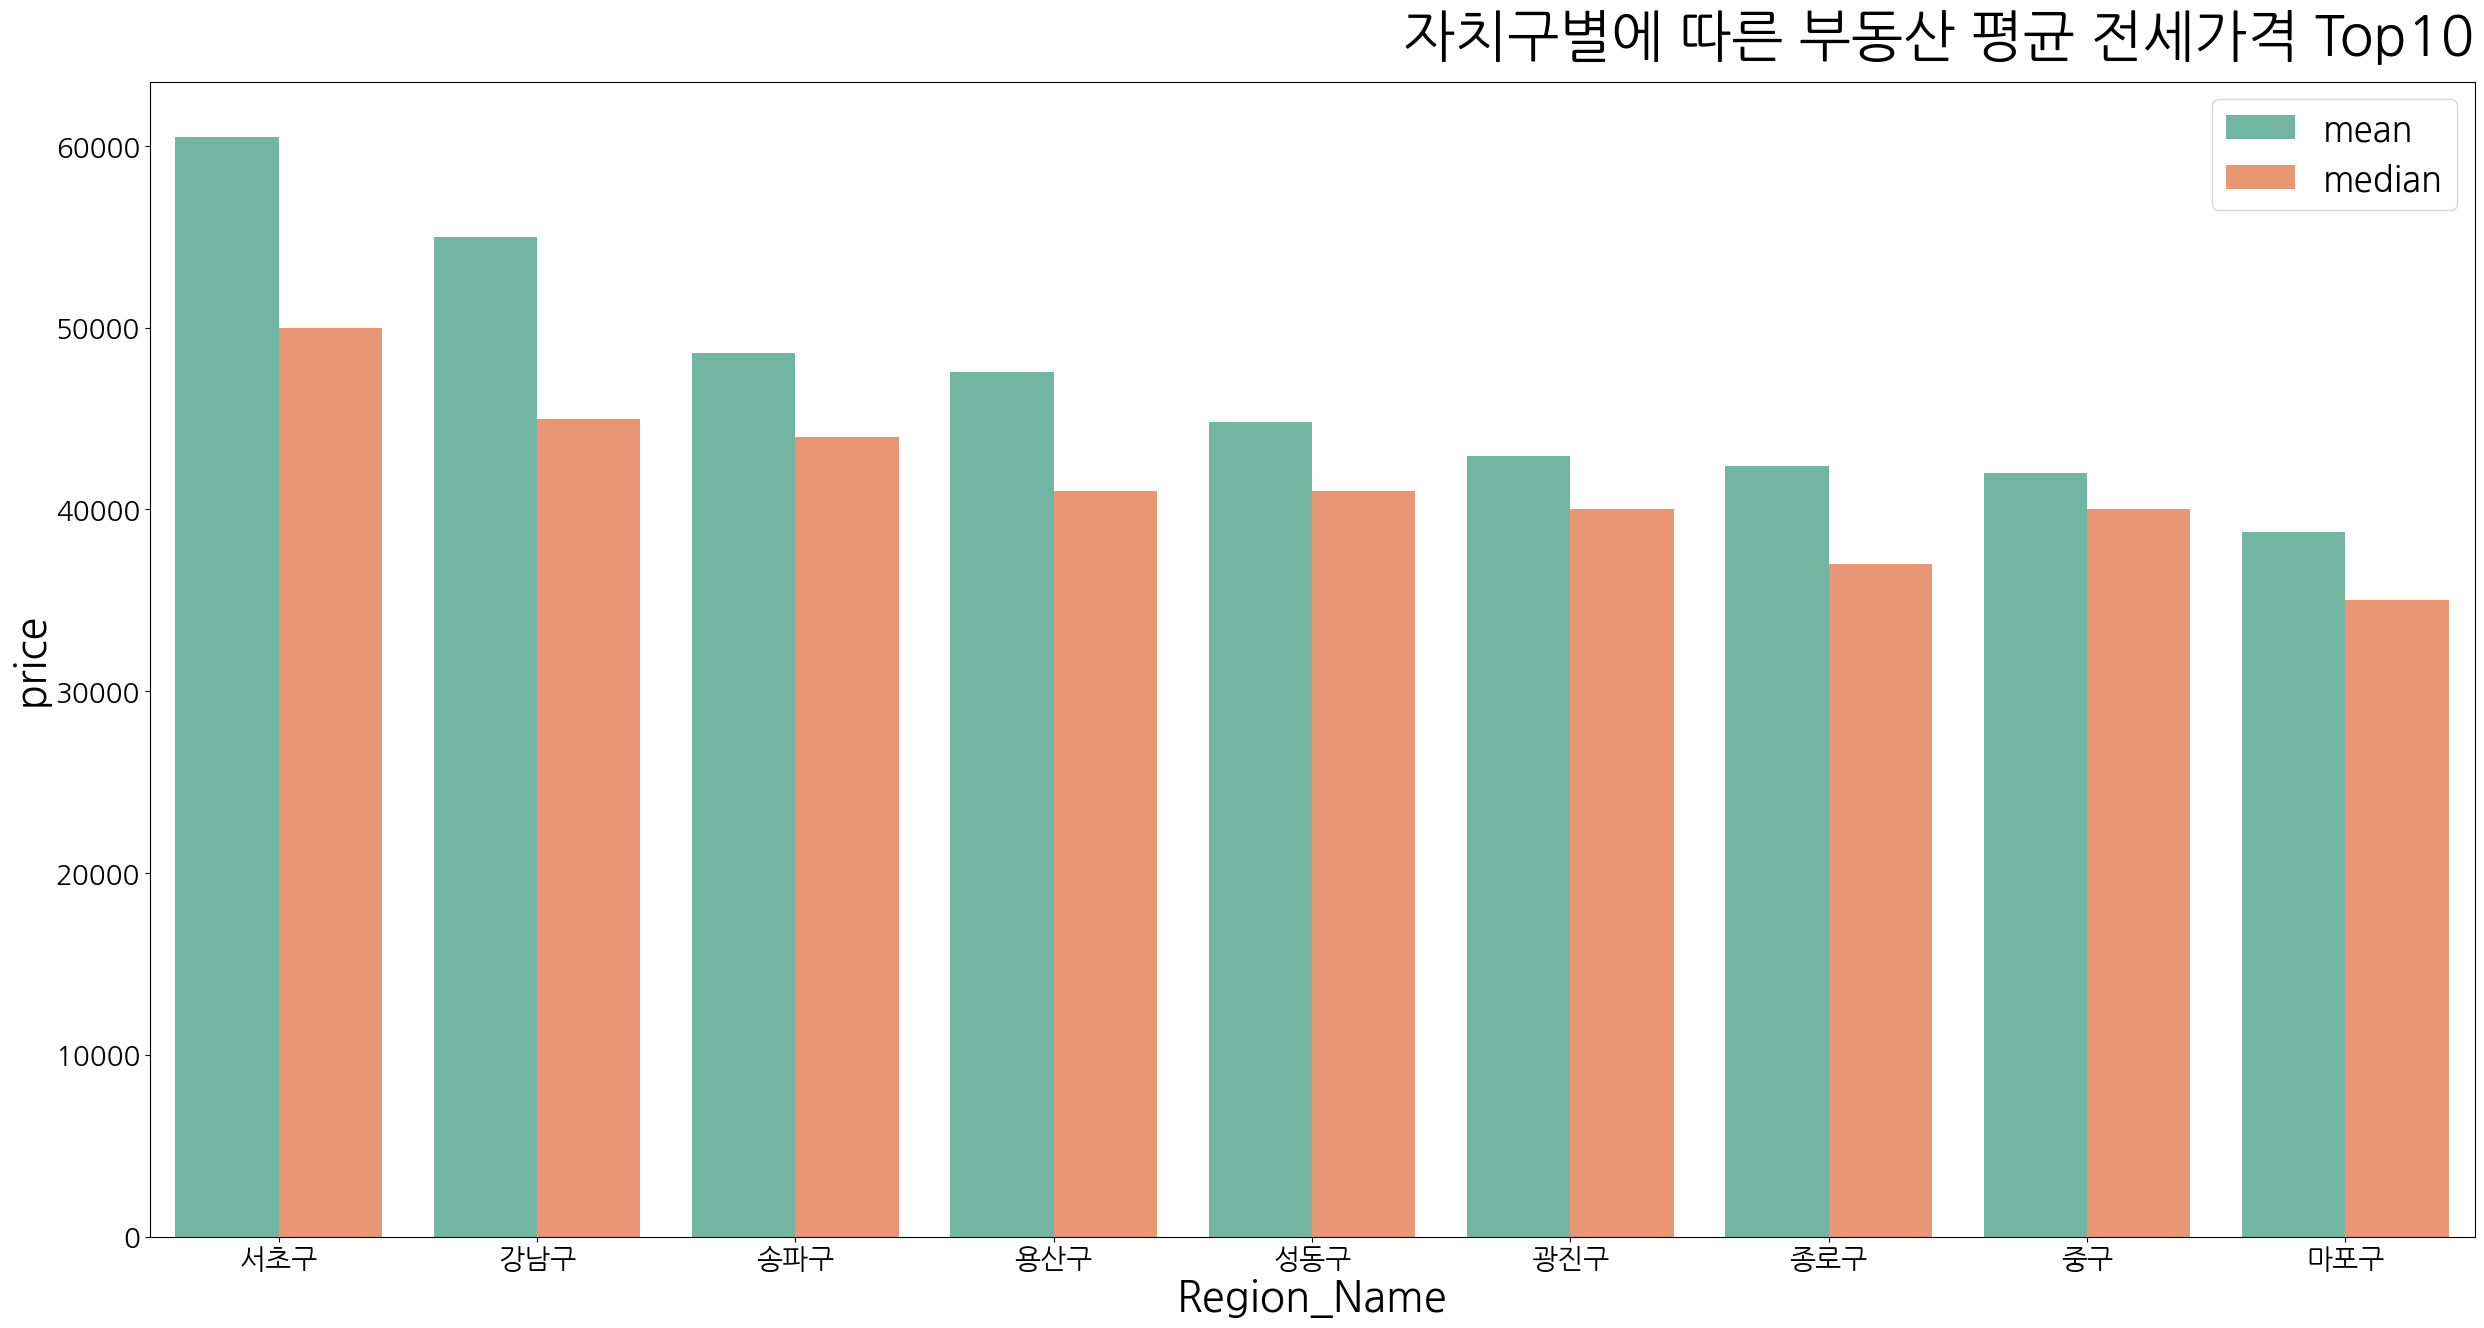 자치구별에 따른 부동산 평균 전세가격 Top10
mean
median
price
60000
50000
40000
30000
20000
10000
0
서초구 강남구 송파구 용산구 성동구 광진구 종로구 중구 마포구
Region_Name